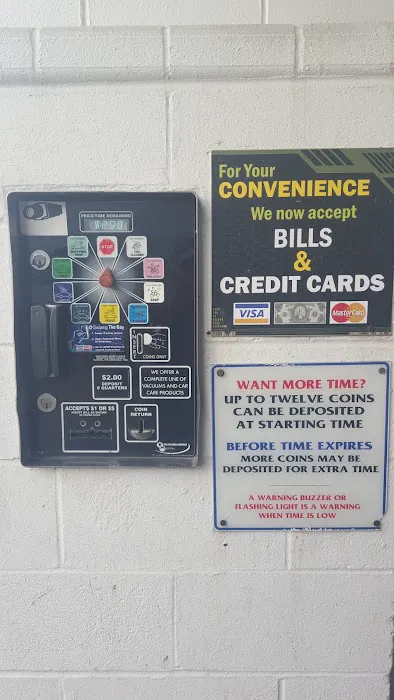 PRICE/TIME REMAINING
STOP
SOAP
COINS ONLY
$2.00
DEPOSIT
8 QUARTERS
WE OFFER A
COMPLETE LINE OF
VACUUMS AND CAR
CARE PRODUCTS
ACCEPTS $1 OR $5
COIN
RETURN
For Your
CONVENIENCE
We now accept
BILLS
&
CREDIT CARDS
VISA
MasterCard
WANT MORE TIME?
UP TO TWELVE COINS
CAN BE DEPOSITED
AT STARTING TIME
BEFORE TIME EXPIRES
MORE COINS MAY BE
DEPOSITED FOR EXTRA TIME
A WARNING BUZZER OR
FLASHING LIGHT IS A WARNING
WHEN TIME IS LOW